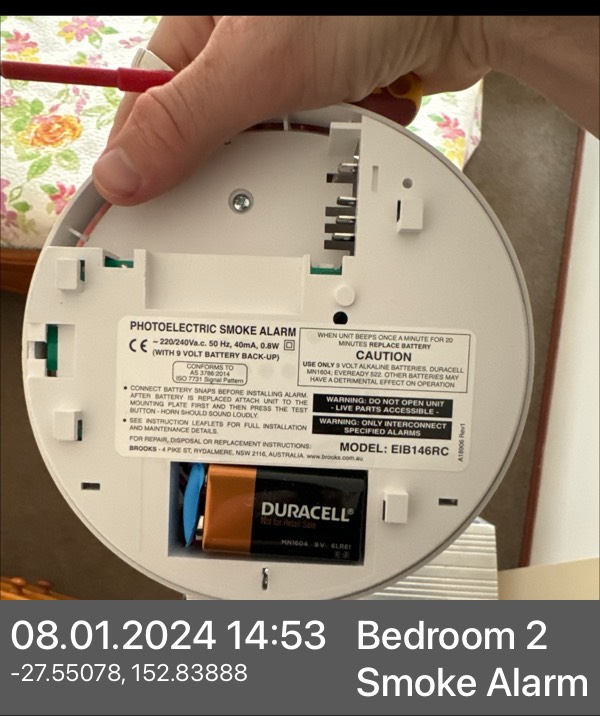 PHOTOELECTRIC SMOKE ALARM
CE ~ 220/240Va.c. 50 Hz, 40mA, 0.8W
(WITH 9 VOLT BATTERY BACK-UP)
CONFORMS TO
AS 3786:2014
ISO 7731 Signal Pattern
• CONNECT BATTERY SNAPS BEFORE INSTALLING ALARM.
AFTER BATTERY IS REPLACED ATTACH UNIT TO THE
MOUNTING PLATE FIRST AND THEN PRESS THE TEST
BUTTON - HORN SHOULD SOUND LOUDLY.
• SEE INSTRUCTION LEAFLETS FOR FULL INSTALLATION
AND MAINTENANCE DETAILS.
FOR REPAIR, DISPOSAL OR REPLACEMENT INSTRUCTIONS:
BROOKS - 4 PIKE ST, RYDALMERE, NSW 2116, AUSTRALIA. www.brooks.com.au
WHEN UNIT BEEPS ONCE A MINUTE FOR 20
MINUTES REPLACE BATTERY
CAUTION
USE ONLY 9 VOLT ALKALINE BATTERIES, DURACELL
MN1604; EVEREADY 522. OTHER BATTERIES MAY
HAVE A DETRIMENTAL EFFECT ON OPERATION
WARNING: DO NOT OPEN UNIT
- LIVE PARTS ACCESSIBLE -
WARNING: ONLY INTERCONNECT
SPECIFIED ALARMS
MODEL: EIB146RC
A18906 Rev1
DURACELL®
Not for Retail Sale
MN1604 9V 6LR61
08.01.2024 14:53
-27.55078, 152.83888
Bedroom 2
Smoke Alarm